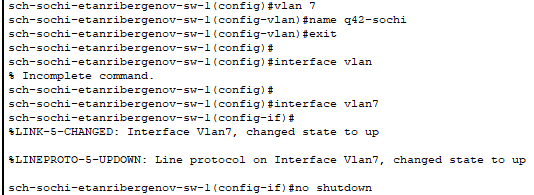 sch-sochi-etanribergenov-sw-1(config)#vlan 7
sch-sochi-etanribergenov-sw-1(config-vlan)#name q42-sochi
sch-sochi-etanribergenov-sw-1(config-vlan)#exit
sch-sochi-etanribergenov-sw-1(config)#
sch-sochi-etanribergenov-sw-1(config)#interface vlan
% Incomplete command.
sch-sochi-etanribergenov-sw-1(config)#
sch-sochi-etanribergenov-sw-1(config)#interface vlan7
sch-sochi-etanribergenov-sw-1(config-if)#
%LINK-5-CHANGED: Interface Vlan7, changed state to up
%LINEPROTO-5-UPDOWN: Line protocol on Interface Vlan7, changed state to up
sch-sochi-etanribergenov-sw-1(config-if)#no shutdown